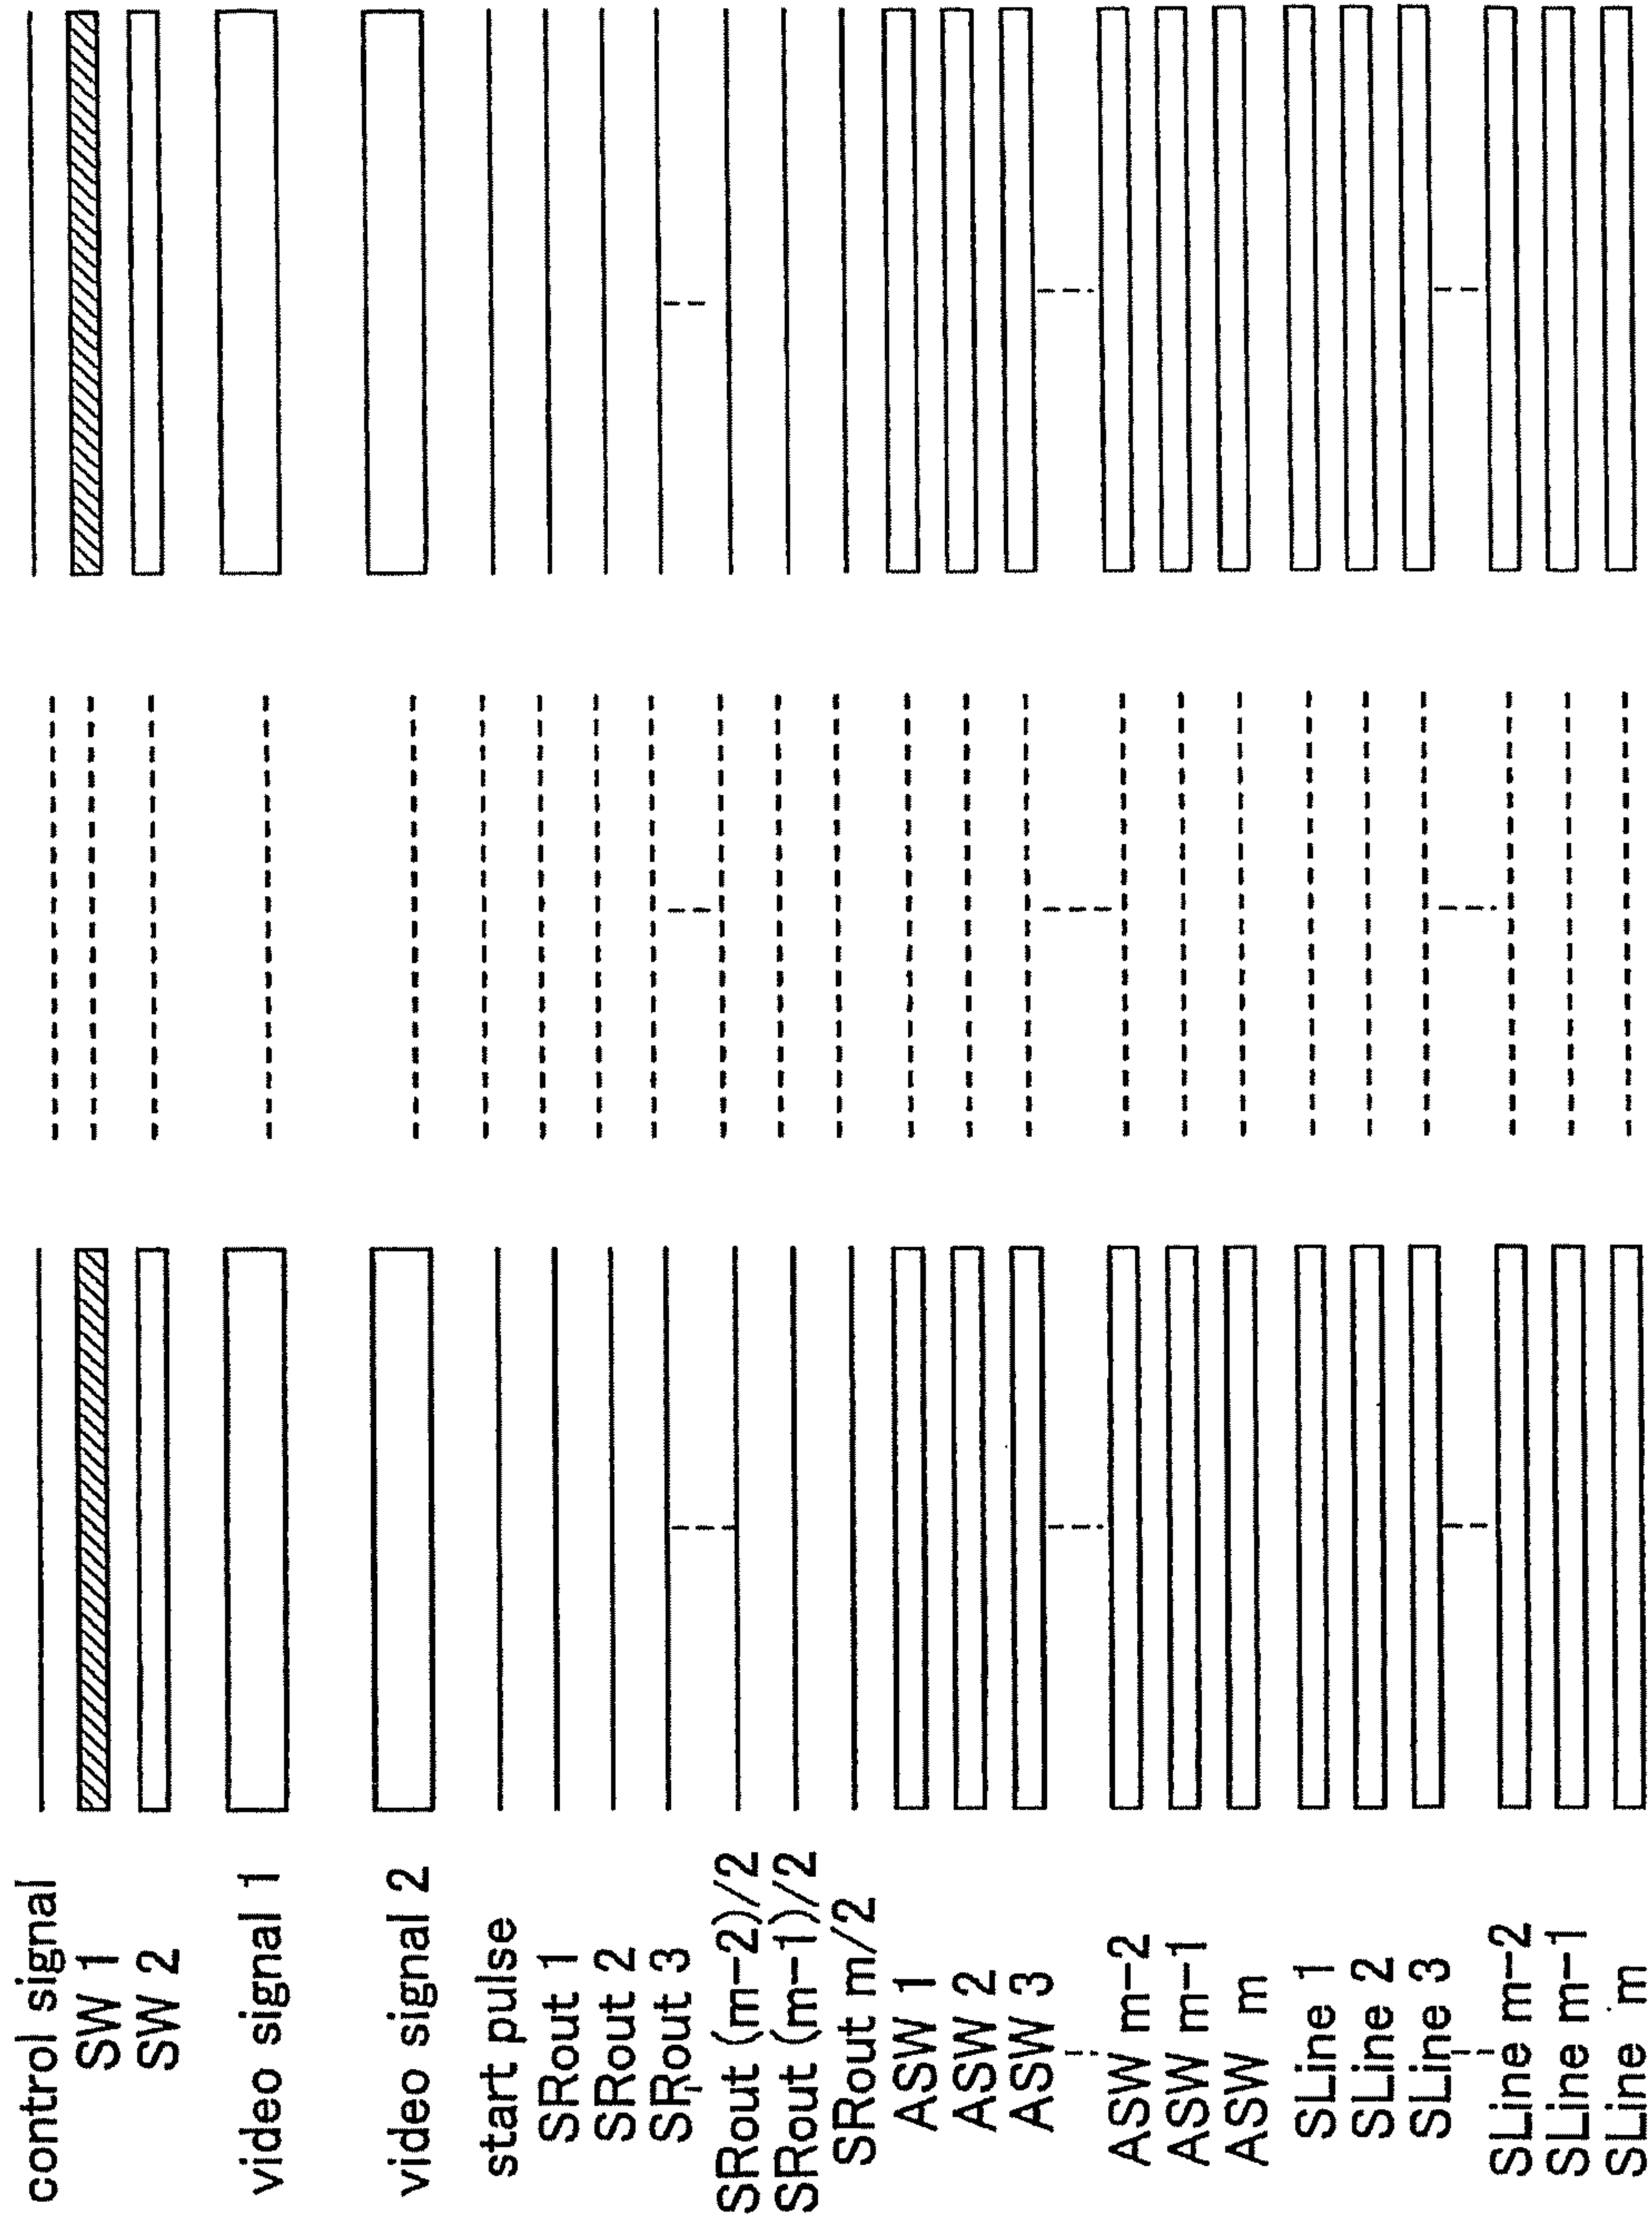 control signal
SW 1
SW 2
video signal 1
video signal 2
start pulse
SRout 1
SRout 2
SRout 3
SRout (m-2)/2
SRout (m-1)/2
SRout m/2
ASW 1
ASW 2
ASW 3
ASW m-2
ASW m-1
ASW m
SLine 1
SLine 2
SLine 3
SLine m-2
SLine m-1
SLine m